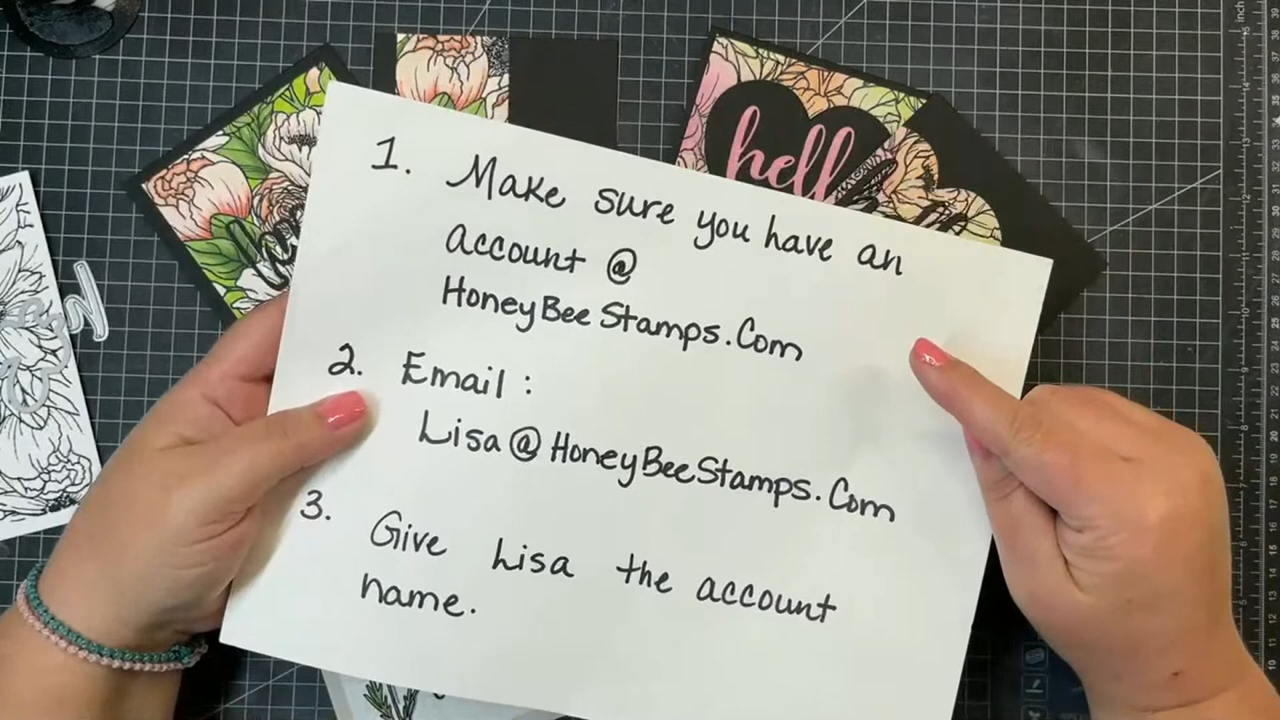 hell
1. Make sure you have an
account @
HoneyBeeStamps.Com
2. Email :
Lisa@HoneyBeeStamps.Com
3. Give Lisa the account
name.